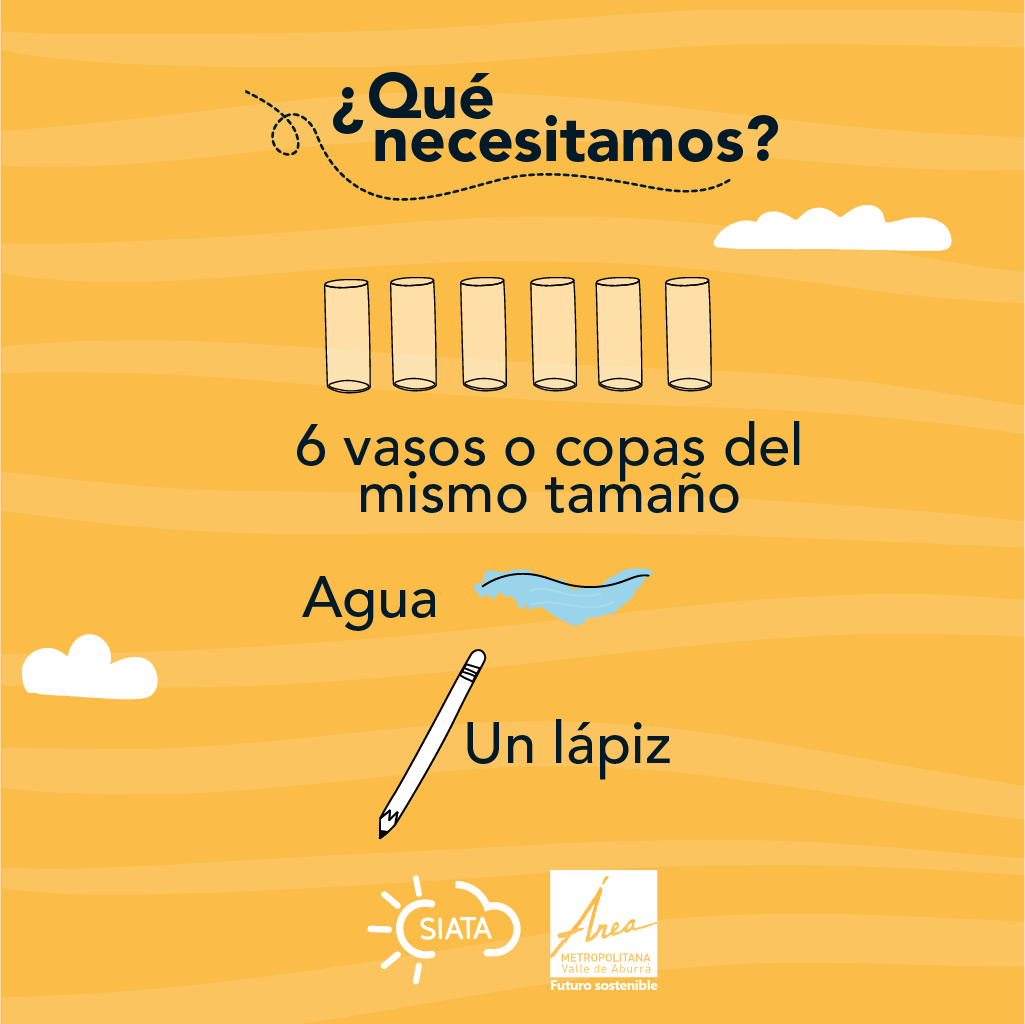 ¿Qué
necesitamos?
6 vasos o copas del
mismo tamaño
Agua
Un lápiz
SIATA
Área
METROPOLITANA
Valle de Aburrá
Futuro sostenible